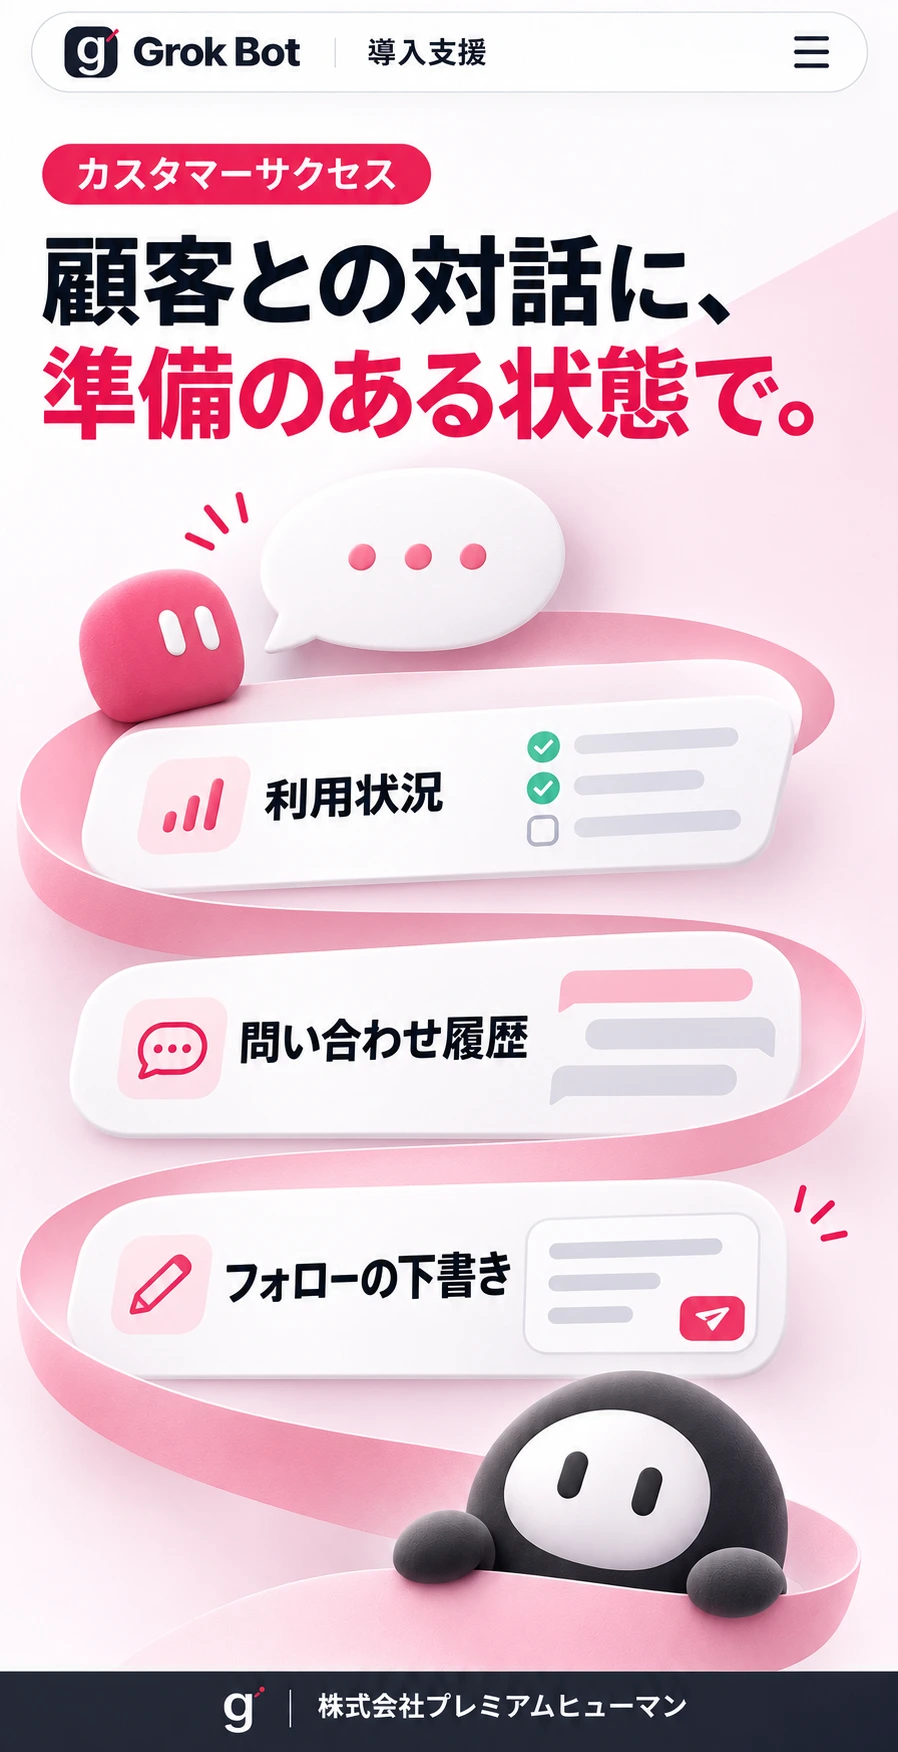 g Grok Bot 導入支援
カスタマーサクセス
顧客との対話に、
準備のある状態で。
利用状況
問い合わせ履歴
フォローの下書き
g 株式会社プレミアムヒューマン